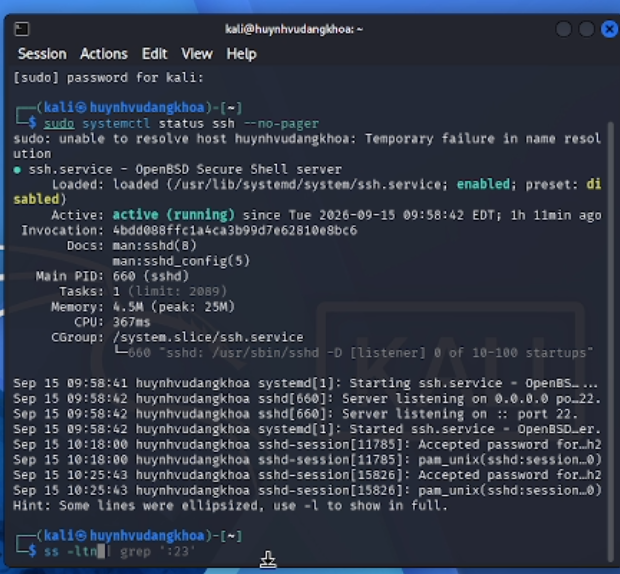 kali@huynhvudangkhoa: ~
Session Actions Edit View Help
[sudo] password for kali:
┌──(kali㉿huynhvudangkhoa)-[~]
└─$ sudo systemctl status ssh --no-pager
sudo: unable to resolve host huynhvudangkhoa: Temporary failure in name resol
ution
● ssh.service - OpenBSD Secure Shell server
Loaded: loaded (/usr/lib/systemd/system/ssh.service; enabled; preset: di
sabled)
Active: active (running) since Tue 2026-09-15 09:58:42 EDT; 1h 11min ago
Invocation: 4bdd088ffc1a4ca3b99d7e62810e8bc6
Docs: man:sshd(8)
man:sshd_config(5)
Main PID: 660 (sshd)
Tasks: 1 (limit: 2089)
Memory: 4.5M (peak: 25M)
CPU: 367ms
CGroup: /system.slice/ssh.service
└─660 "sshd: /usr/sbin/sshd -D [listener] 0 of 10-100 startups"
Sep 15 09:58:41 huynhvudangkhoa systemd[1]: Starting ssh.service - OpenBS… ...
Sep 15 09:58:42 huynhvudangkhoa sshd[660]: Server listening on 0.0.0.0 po…22.
Sep 15 09:58:42 huynhvudangkhoa sshd[660]: Server listening on :: port 22.
Sep 15 09:58:42 huynhvudangkhoa systemd[1]: Started ssh.service - OpenBSD…er.
Sep 15 10:18:00 huynhvudangkhoa sshd-session[11785]: Accepted password for…h2
Sep 15 10:18:00 huynhvudangkhoa sshd-session[11785]: pam_unix(sshd:session…0)
Sep 15 10:25:43 huynhvudangkhoa sshd-session[15826]: Accepted password for…h2
Sep 15 10:25:43 huynhvudangkhoa sshd-session[15826]: pam_unix(sshd:session…0)
Hint: Some lines were ellipsized, use -l to show in full.
┌──(kali㉿huynhvudangkhoa)-[~]
└─$ ss -ltn | grep ':23'
KALI